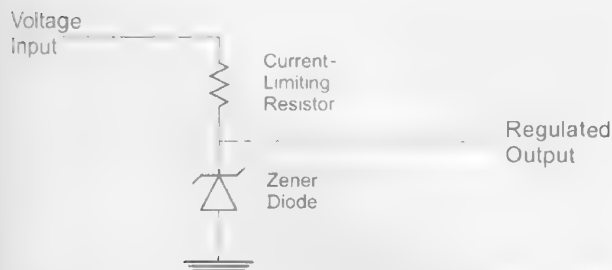 Voltage
Input
Current-
Limiting
Resistor
Regulated
Output
Zener
Diode